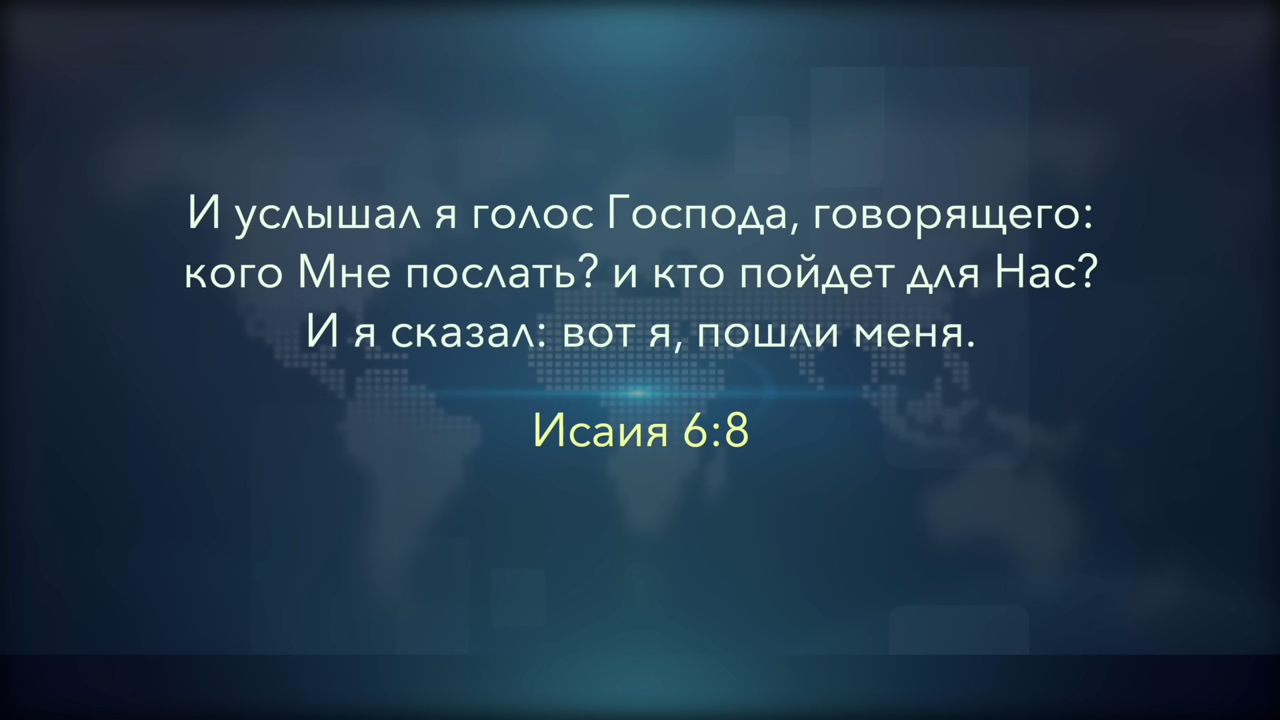 И услышал я голос Господа, говорящего:
кого Мне послать? и кто пойдет для Нас?
И я сказал: вот я, пошли меня.
Исаия 6:8